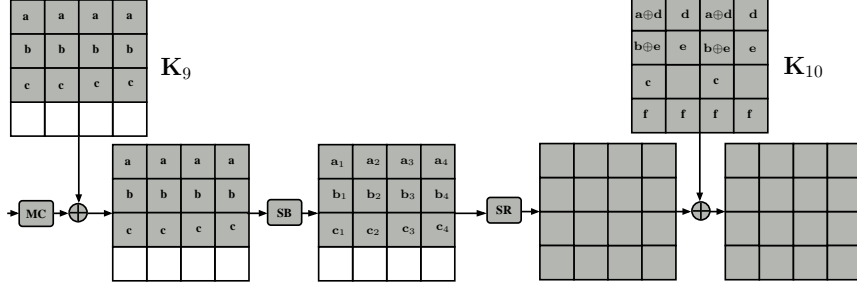 a a a a
b b b b
c c c c
K₉
a⊕d d a⊕d d
b⊕e e b⊕e e
c c
f f f f
K₁₀
MC
a a a a
b b b b
c c c c
SB
a₁ a₂ a₃ a₄
b₁ b₂ b₃ b₄
c₁ c₂ c₃ c₄
SR